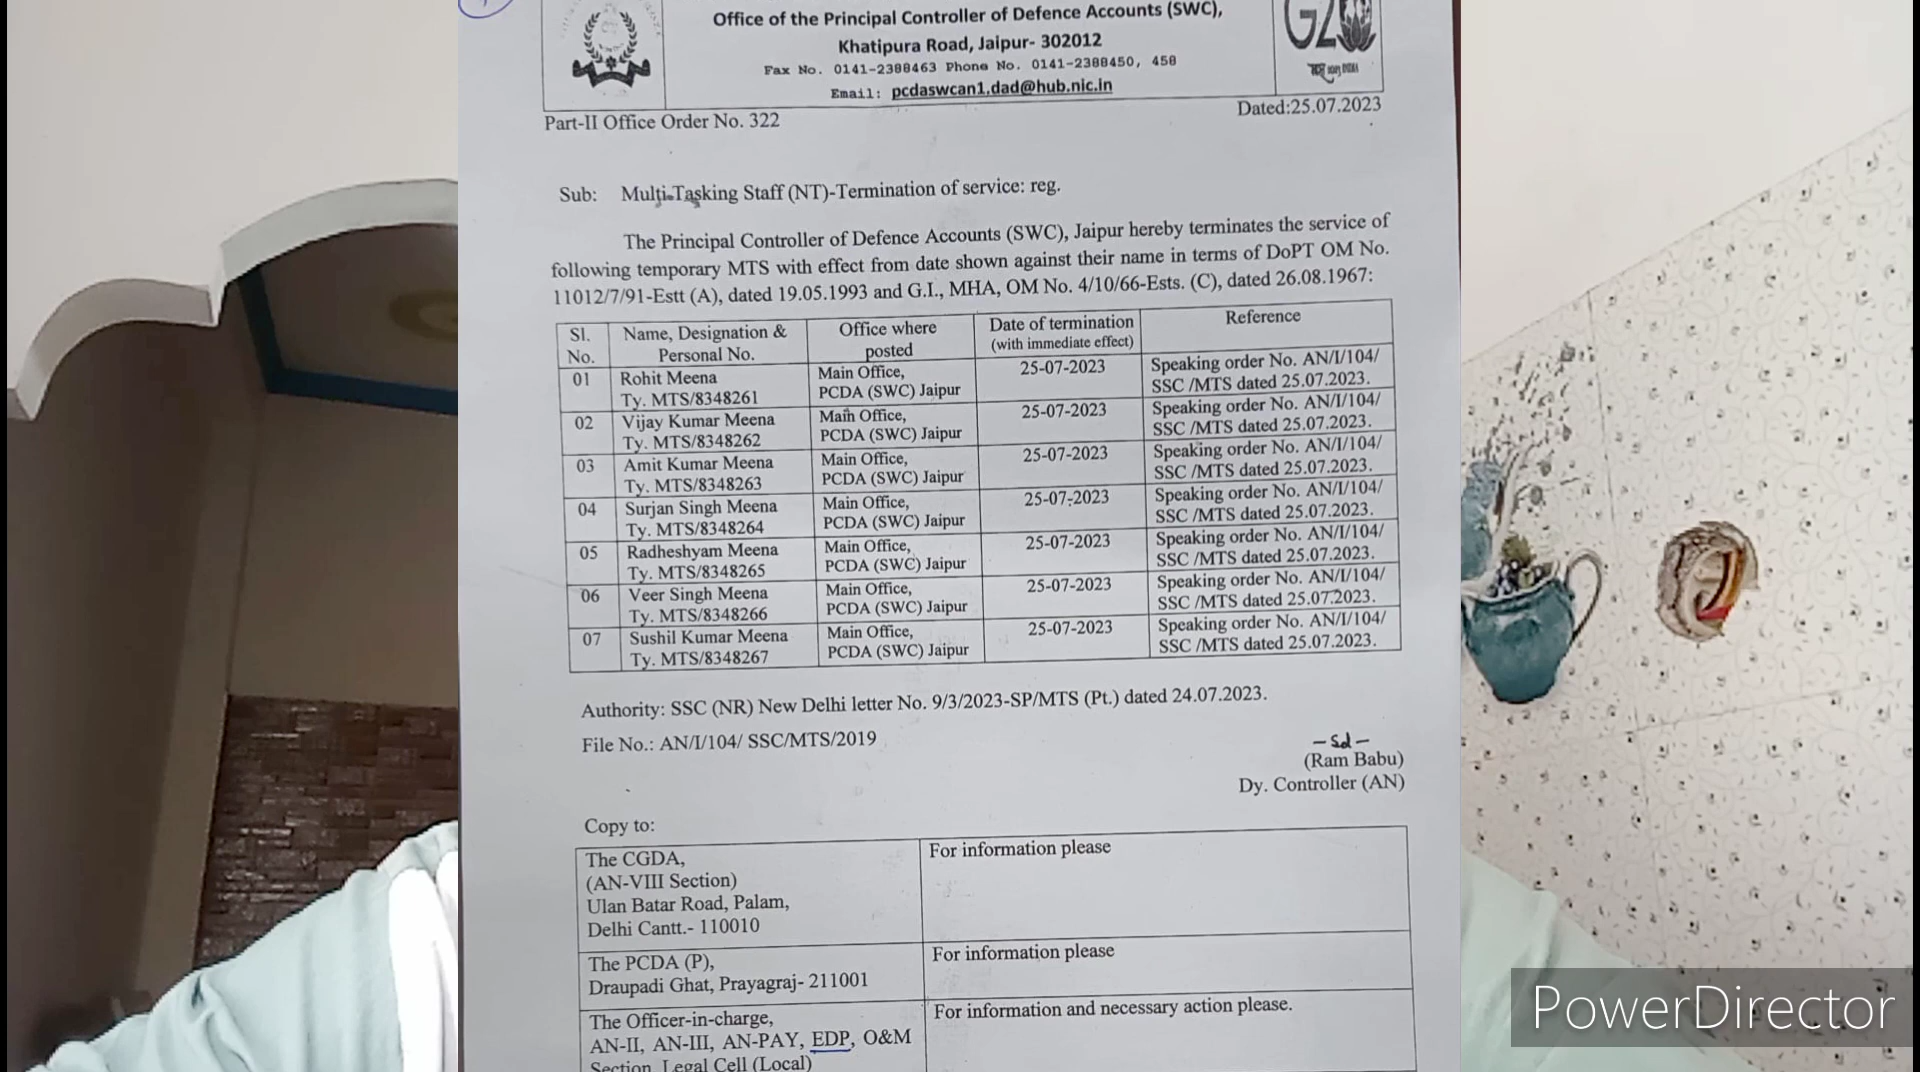 Office of the Principal Controller of Defence Accounts (SWC),
Khatipura Road, Jaipur- 302012
Fax No. 0141-2388463 Phone No. 0141-2388450, 458
Email: pcdaswcan1.dad@hub.nic.in
Part-II Office Order No. 322
Dated:25.07.2023
Sub: Multi-Tasking Staff (NT)-Termination of service: reg.
The Principal Controller of Defence Accounts (SWC), Jaipur hereby terminates the service of
following temporary MTS with effect from date shown against their name in terms of DoPT OM No.
11012/7/91-Estt (A), dated 19.05.1993 and G.I., MHA, OM No. 4/10/66-Ests. (C), dated 26.08.1967:
Sl. No. Name, Designation & Personal No. Office where posted Date of termination (with immediate effect) Reference
01 Rohit Meena Main Office, 25-07-2023 Speaking order No. AN/I/104/
Ty. MTS/8348261 PCDA (SWC) Jaipur SSC /MTS dated 25.07.2023.
02 Vijay Kumar Meena Main Office, 25-07-2023 Speaking order No. AN/I/104/
Ty. MTS/8348262 PCDA (SWC) Jaipur SSC /MTS dated 25.07.2023.
03 Amit Kumar Meena Main Office, 25-07-2023 Speaking order No. AN/I/104/
Ty. MTS/8348263 PCDA (SWC) Jaipur SSC /MTS dated 25.07.2023.
04 Surjan Singh Meena Main Office, 25-07-2023 Speaking order No. AN/I/104/
Ty. MTS/8348264 PCDA (SWC) Jaipur SSC /MTS dated 25.07.2023.
05 Radheshyam Meena Main Office, 25-07-2023 Speaking order No. AN/I/104/
Ty. MTS/8348265 PCDA (SWC) Jaipur SSC /MTS dated 25.07.2023.
06 Veer Singh Meena Main Office, 25-07-2023 Speaking order No. AN/I/104/
Ty. MTS/8348266 PCDA (SWC) Jaipur SSC /MTS dated 25.07.2023.
07 Sushil Kumar Meena Main Office, 25-07-2023 Speaking order No. AN/I/104/
Ty. MTS/8348267 PCDA (SWC) Jaipur SSC /MTS dated 25.07.2023.
Authority: SSC (NR) New Delhi letter No. 9/3/2023-SP/MTS (Pt.) dated 24.07.2023.
File No.: AN/I/104/ SSC/MTS/2019
-Sd-
(Ram Babu)
Dy. Controller (AN)
Copy to:
The CGDA, For information please
(AN-VIII Section)
Ulan Batar Road, Palam,
Delhi Cantt.- 110010
The PCDA (P), For information please
Draupadi Ghat, Prayagraj- 211001
The Officer-in-charge, For information and necessary action please.
AN-II, AN-III, AN-PAY, EDP, O&M
Section, Legal Cell (Local)
PowerDirector